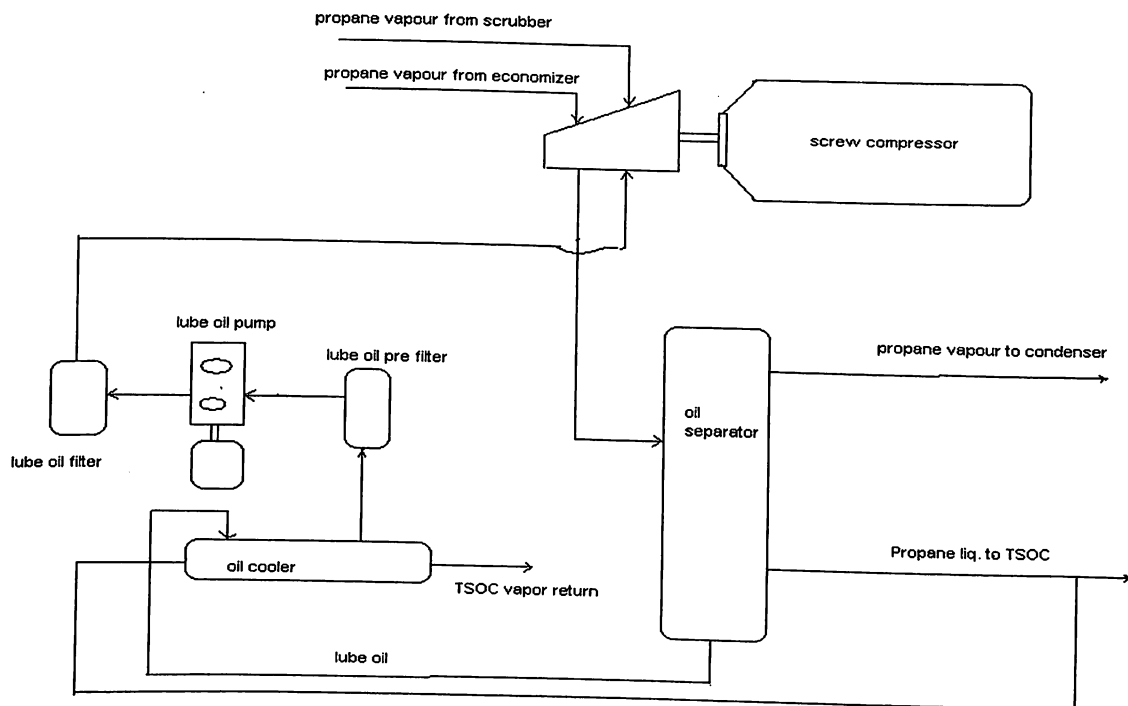 propane vapour from scrubber
propane vapour from economizer
screw compressor
lube oil pump
lube oil pre filter
propane vapour to condenser
oil
separator
lube oil filter
Propane liq. to TSOC
oil cooler
TSOC vapor return
lube oil